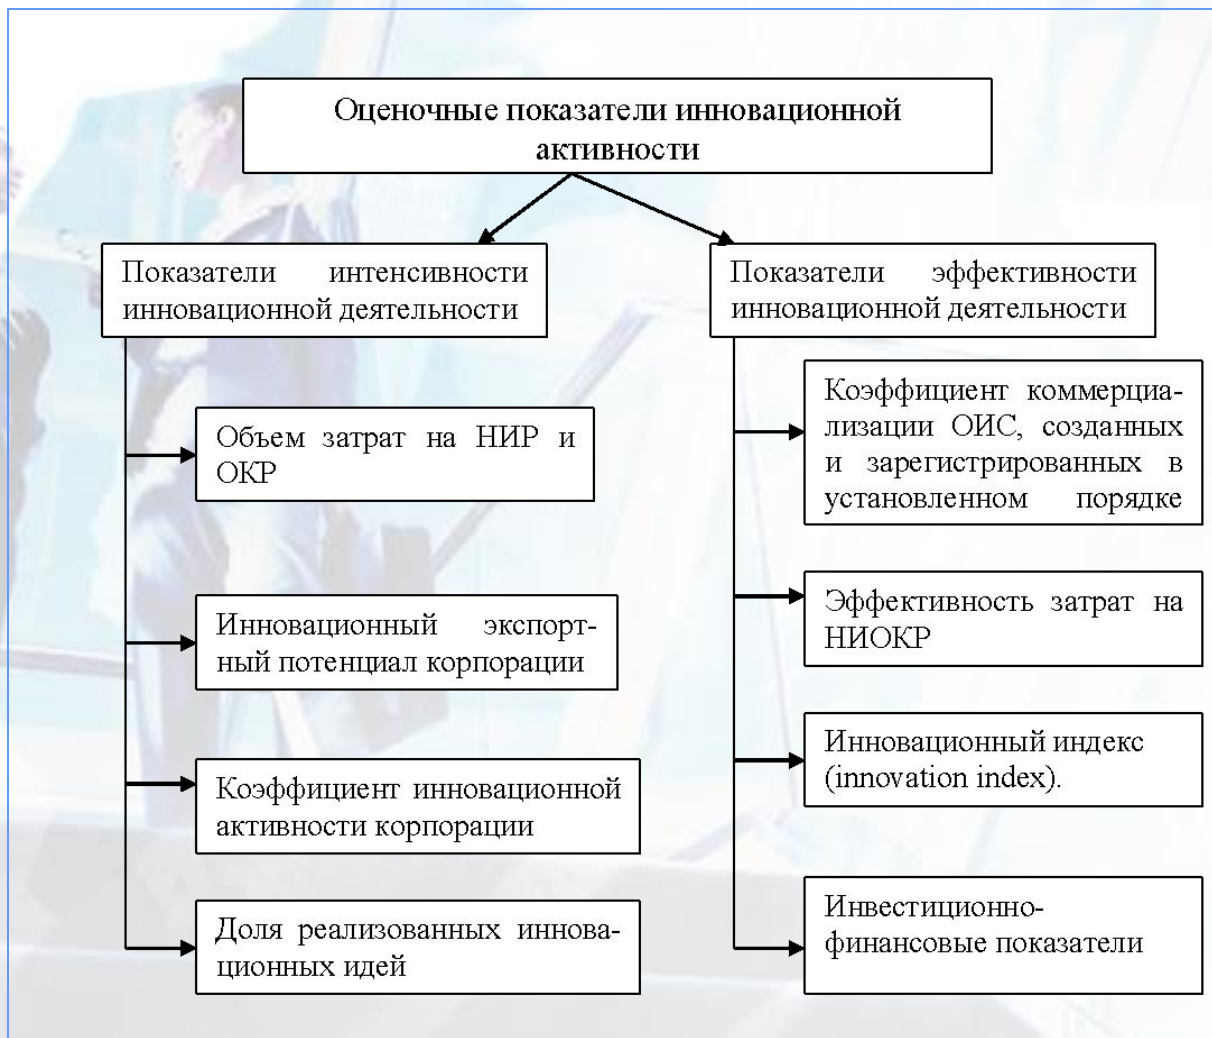 Оценочные показатели инновационной
активности
Показатели интенсивности
инновационной деятельности
Показатели эффективности
инновационной деятельности
Объем затрат на НИР и
ОКР
Инновационный экспорт-
ный потенциал корпорации
Коэффициент инновационной
активности корпорации
Доля реализованных иннова-
ционных идей
Коэффициент коммерциа-
лизации ОИС, созданных
и зарегистрированных в
установленном порядке
Эффективность затрат на
НИОКР
Инновационный индекс
(innovation index).
Инвестиционно-
финансовые показатели